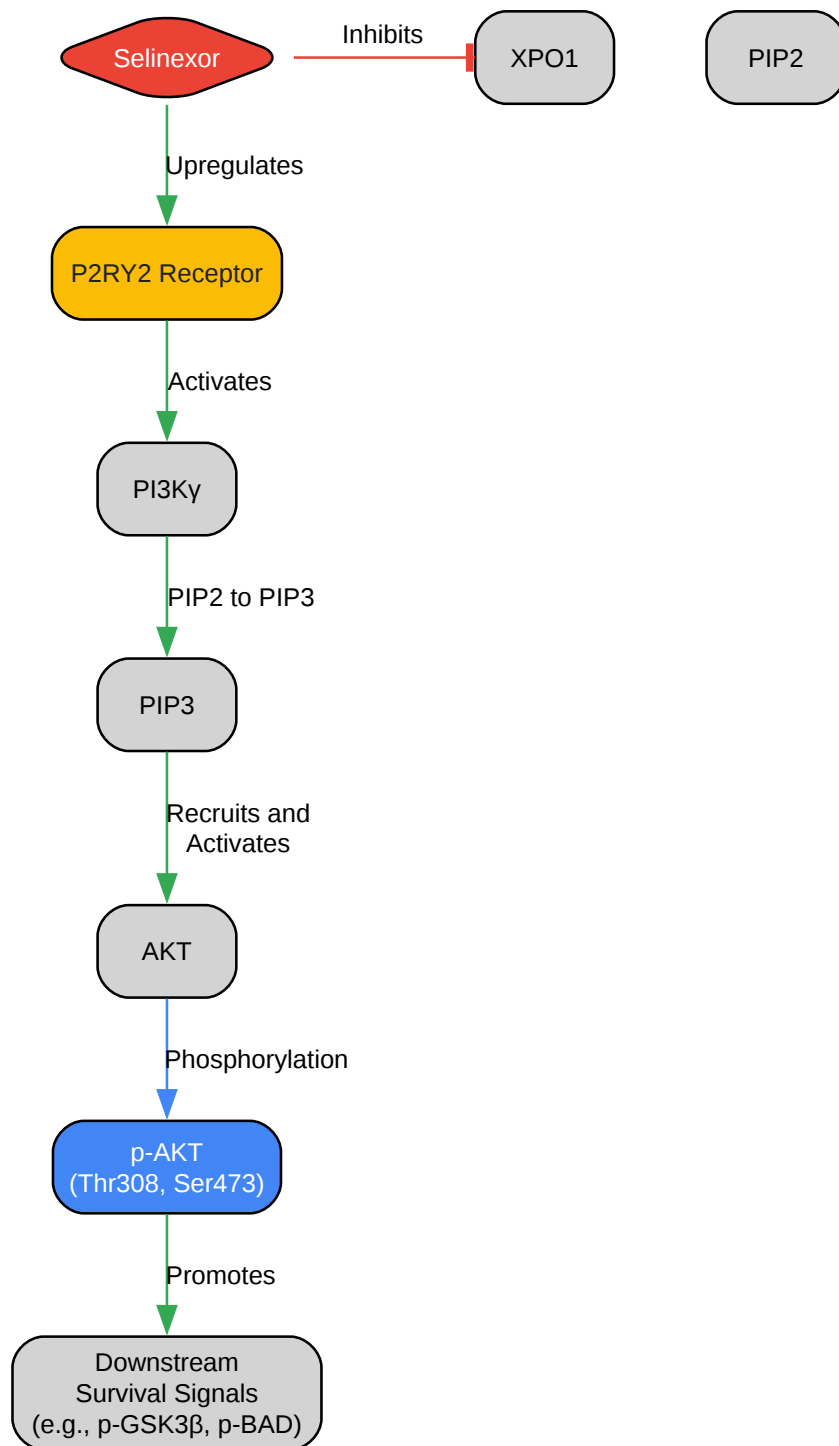 Selinexor
Inhibits
XPO1
PIP2
Upregulates
P2RY2 Receptor
Activates
PI3Kγ
PIP2 to PIP3
PIP3
Recruits and
Activates
AKT
Phosphorylation
p-AKT
(Thr308, Ser473)
Promotes
Downstream
Survival Signals
(e.g., p-GSK3β, p-BAD)